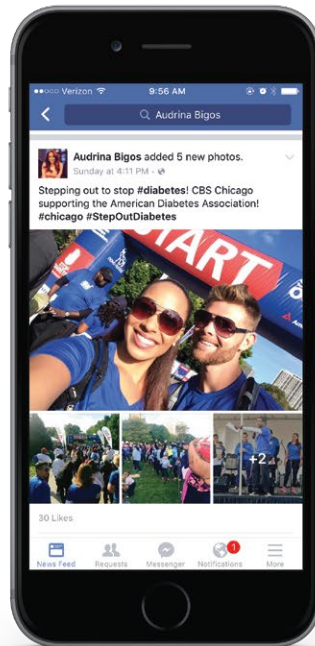 Verizon 9:56 AM
Audrina Bigos
Audrina Bigos added 5 new photos.
Sunday at 4:11 PM
Stepping out to stop #diabetes! CBS Chicago
supporting the American Diabetes Association!
#chicago #StepOutDiabetes
START
+2
30 Likes
1
News Feed Requests Messenger Notifications More